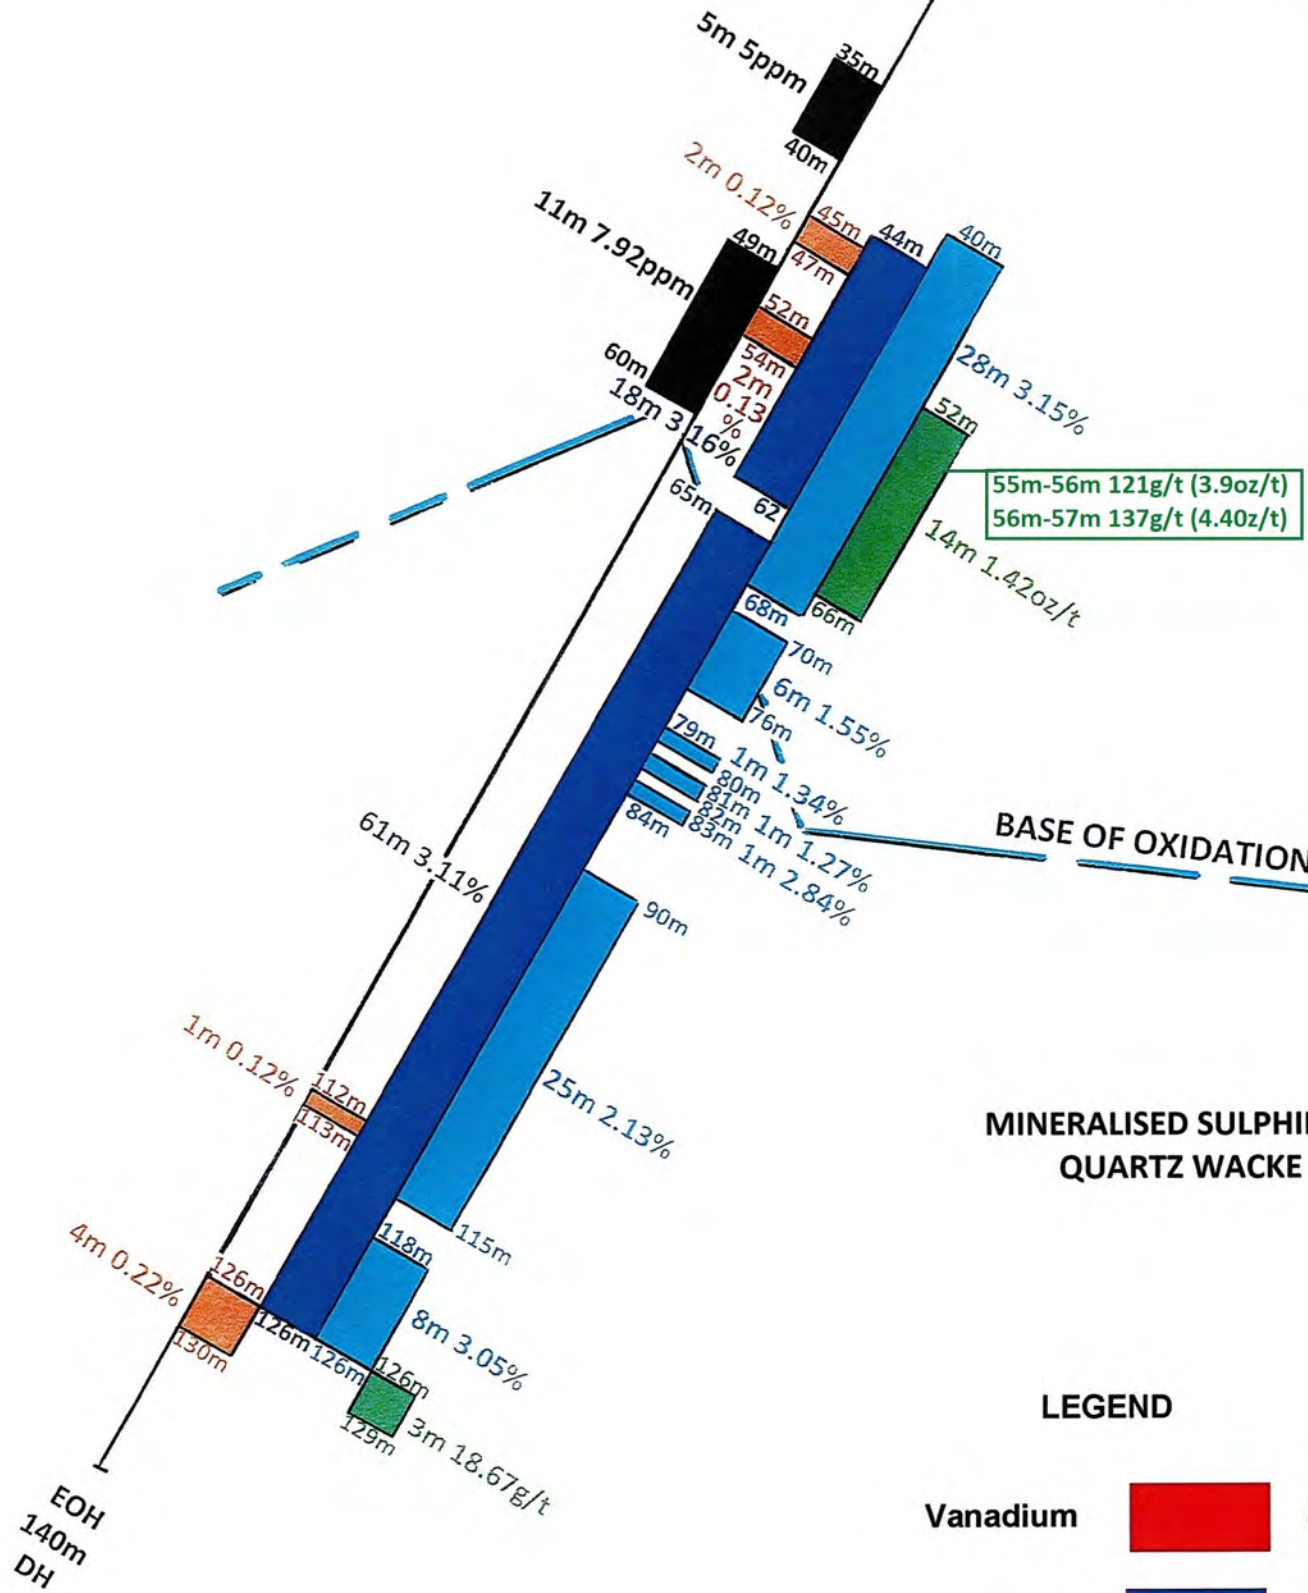 35m
5m 5ppm
40m
2m 0.12%
45m
44m
40m
11m 7.92ppm
49m
47m
52m
54m
2m
0.13
%
60m
18m 3.16%
28m 3.15%
52m
55m-56m 121g/t (3.9oz/t)
56m-57m 137g/t (4.40z/t)
65m
62
14m 1.42oz/t
68m
66m
70m
6m 1.55%
76m
79m
1m 1.34%
80m
81m
1m 1.27%
82m
83m
1m 2.84%
84m
BASE OF OXIDATION
61m 3.11%
90m
1m 0.12%
112m
113m
25m 2.13%
MINERALISED SULPHI
QUARTZ WACKE
115m
118m
4m 0.22%
126m
130m
126m
126m
8m 3.05%
126m
129m
3m 18.67g/t
LEGEND
Vanadium
EOH
140m
DH